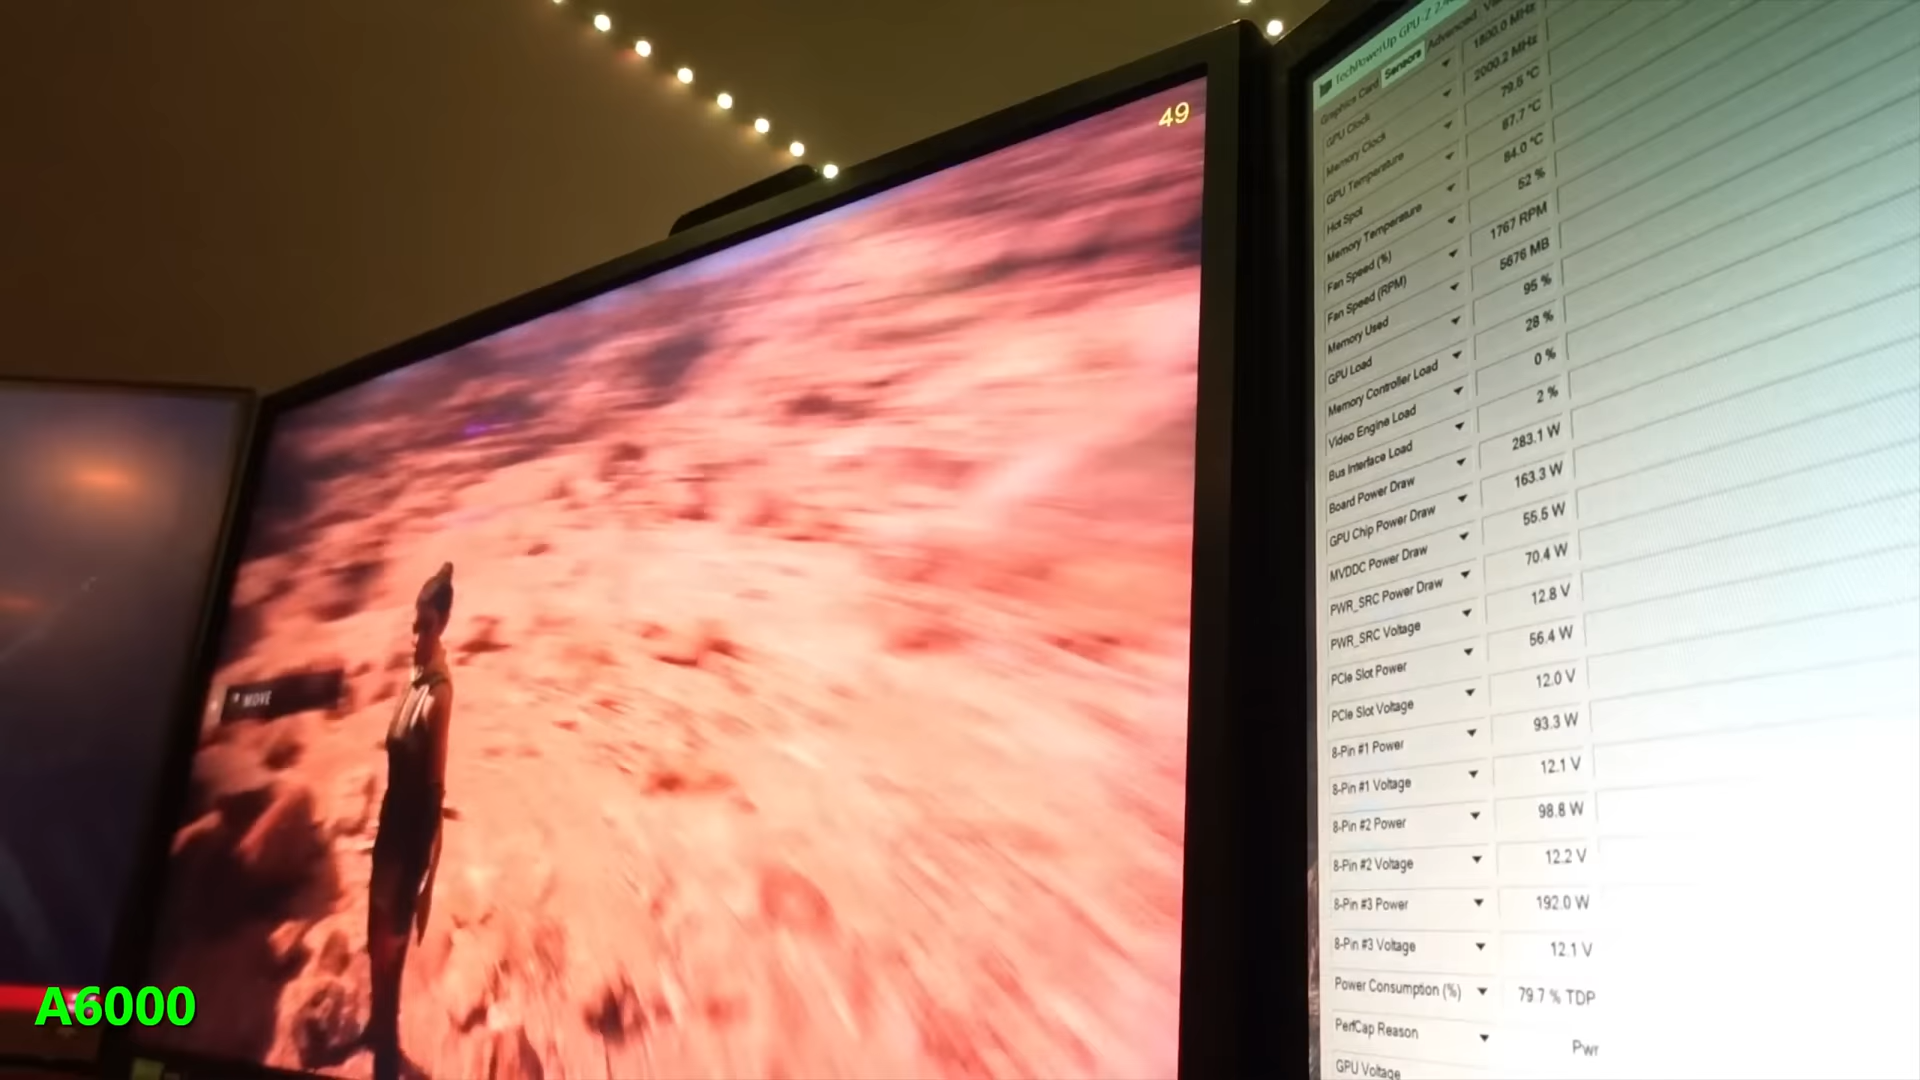 49
MOVE
A6000
TechPowerUp GPU-Z
Graphics Card Sensors Advanced
GPU Clock 1800.0 MHz
Memory Clock 2000.2 MHz
GPU Temperature 79.5 °C
Hot Spot 87.7 °C
Memory Temperature 84.0 °C
Fan Speed (%) 52 %
Fan Speed (RPM) 1767 RPM
Memory Used 5676 MB
GPU Load 95 %
Memory Controller Load 28 %
Video Engine Load 0 %
Bus Interface Load 2 %
Board Power Draw 283.1 W
GPU Chip Power Draw 163.3 W
MVDDC Power Draw 55.5 W
PWR_SRC Power Draw 70.4 W
PWR_SRC Voltage 12.8 V
PCIe Slot Power 56.4 W
PCIe Slot Voltage 12.0 V
8-Pin #1 Power 93.3 W
8-Pin #1 Voltage 12.1 V
8-Pin #2 Power 98.8 W
8-Pin #2 Voltage 12.2 V
8-Pin #3 Power 192.0 W
8-Pin #3 Voltage 12.1 V
Power Consumption (%) 79.7 % TDP
PerfCap Reason Pwr
GPU Voltage